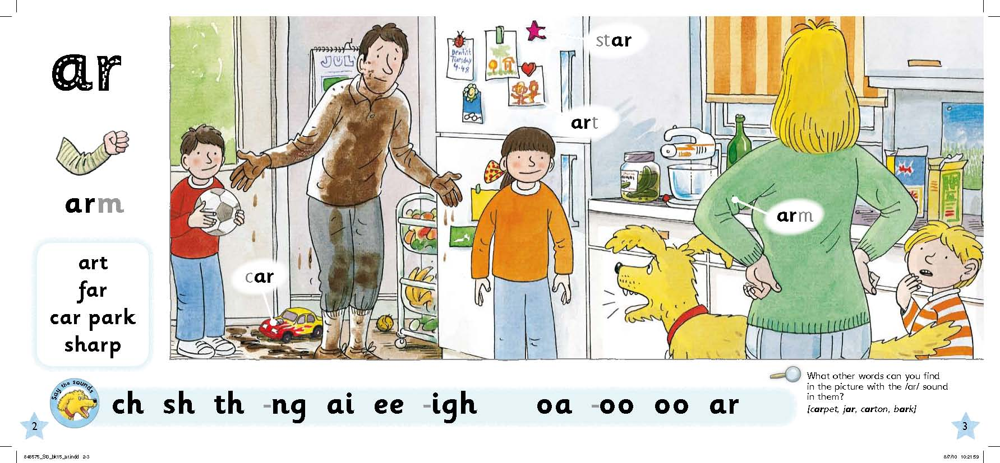 ar
arm
art
far
car park
sharp
JULY
Dentist
Tuesday
4.48
star
art
arm
car
Say the sounds
ch sh th -ng ai ee -igh oa -oo oo ar
What other words can you find
in the picture with the /ar/ sound
in them?
[carpet, jar, carton, bark]
2
3
848575_St3_bk15_ar.indd 2-3
8/7/10 10:21:59